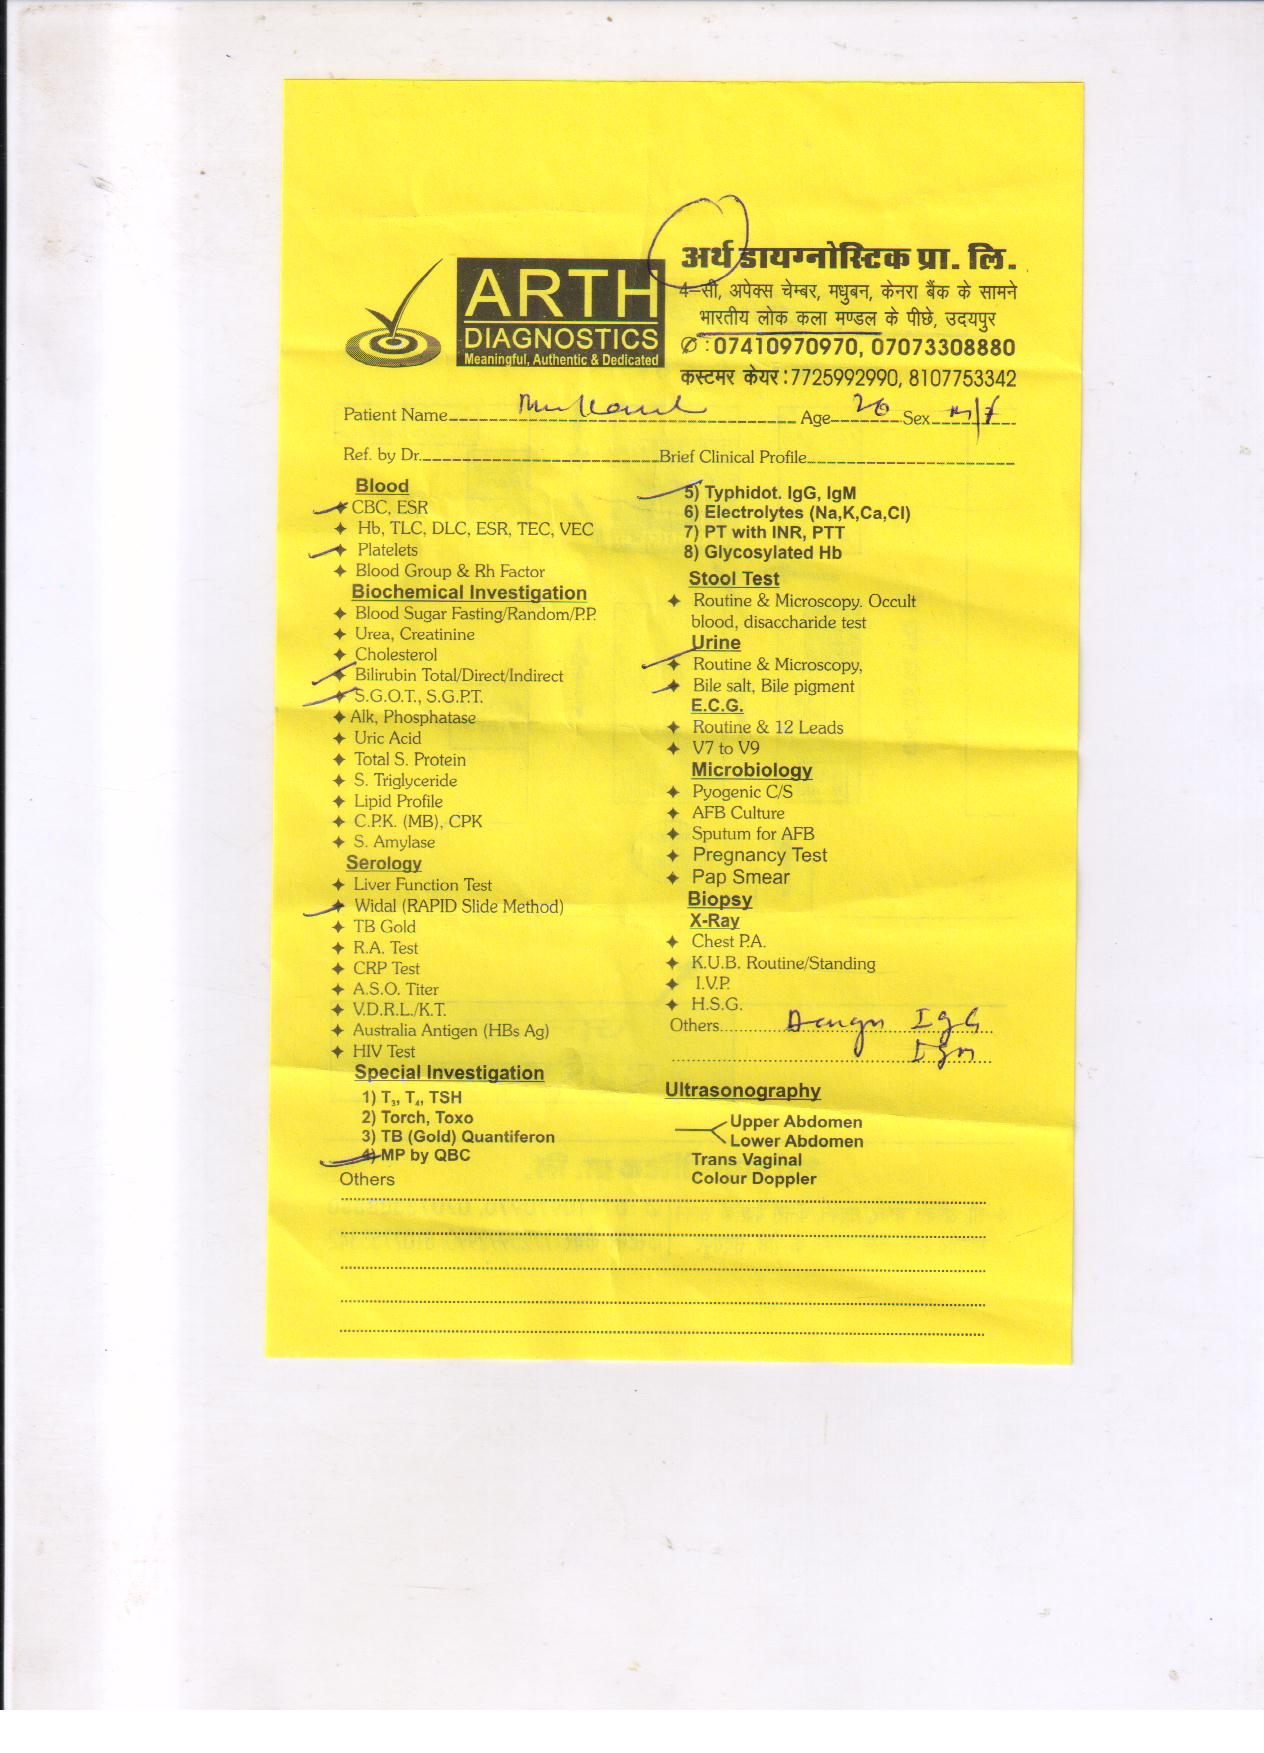 अर्थ डायग्नोस्टिक प्रा. लि.
ARTH
DIAGNOSTICS
Meaningful, Authentic & Dedicated
4-सी, अपेक्स चेम्बर, मधुबन, केनरा बैंक के सामने
भारतीय लोक कला मण्डल के पीछे, उदयपुर
✆ : 07410970970, 07073308880
कस्टमर केयर : 7725992990, 8107753342
Patient Name Age 26 Sex M/F
Ref. by Dr. Brief Clinical Profile
Blood
CBC, ESR
Hb, TLC, DLC, ESR, TEC, VEC
Platelets
Blood Group & Rh Factor
Biochemical Investigation
Blood Sugar Fasting/Random/P.P.
Urea, Creatinine
Cholesterol
Bilirubin Total/Direct/Indirect
S.G.O.T., S.G.P.T.
Alk, Phosphatase
Uric Acid
Total S. Protein
S. Triglyceride
Lipid Profile
C.P.K. (MB), CPK
S. Amylase
Serology
Liver Function Test
Widal (RAPID Slide Method)
TB Gold
R.A. Test
CRP Test
A.S.O. Titer
V.D.R.L./K.T.
Australia Antigen (HBs Ag)
HIV Test
Special Investigation
1) T3, T4, TSH
2) Torch, Toxo
3) TB (Gold) Quantiferon
4) MP by QBC
Others
5) Typhidot. IgG, IgM
6) Electrolytes (Na,K,Ca,Cl)
7) PT with INR, PTT
8) Glycosylated Hb
Stool Test
Routine & Microscopy. Occult
blood, disaccharide test
Urine
Routine & Microscopy,
Bile salt, Bile pigment
E.C.G.
Routine & 12 Leads
V7 to V9
Microbiology
Pyogenic C/S
AFB Culture
Sputum for AFB
Pregnancy Test
Pap Smear
Biopsy
X-Ray
Chest P.A.
K.U.B. Routine/Standing
I.V.P.
H.S.G.
Others IgG
IgM
Ultrasonography
Upper Abdomen
Lower Abdomen
Trans Vaginal
Colour Doppler